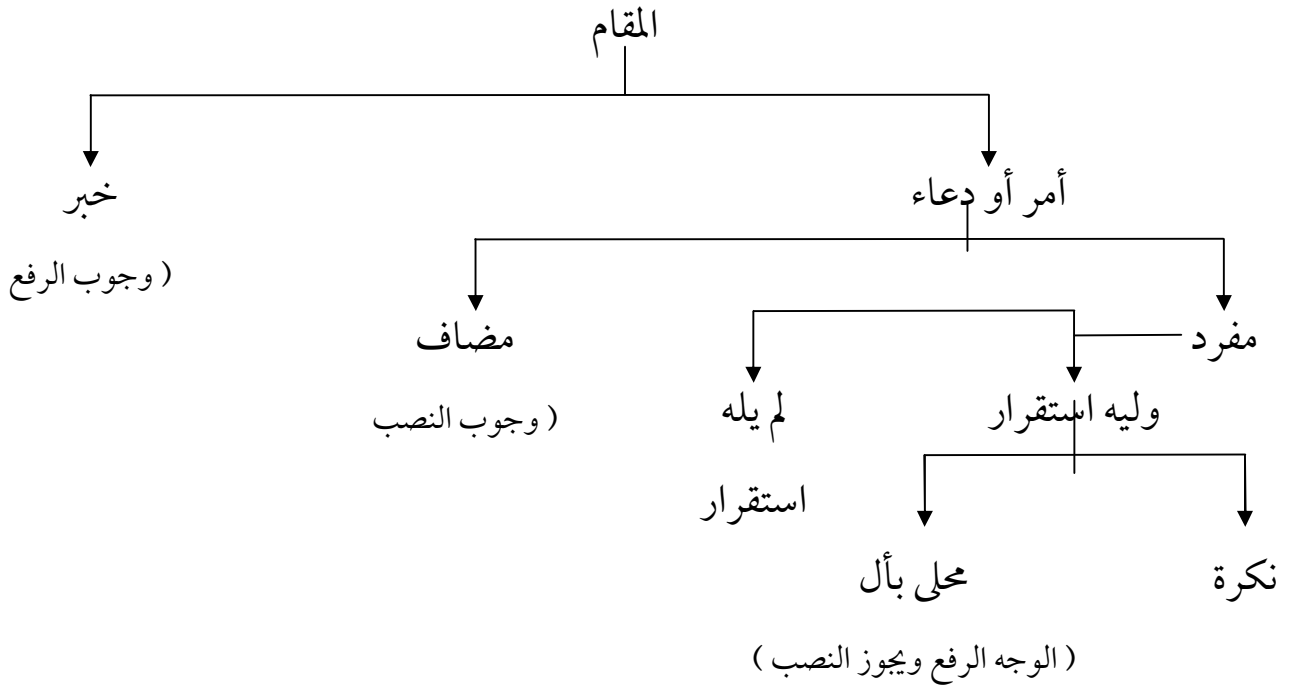 المقام
أمر أو دعاء
خبر
( وجوب الرفع
مفرد
مضاف
( وجوب النصب
وليه استقرار
لم يله
استقرار
نكرة
محلى بأل
( الوجه الرفع ويجوز النصب )